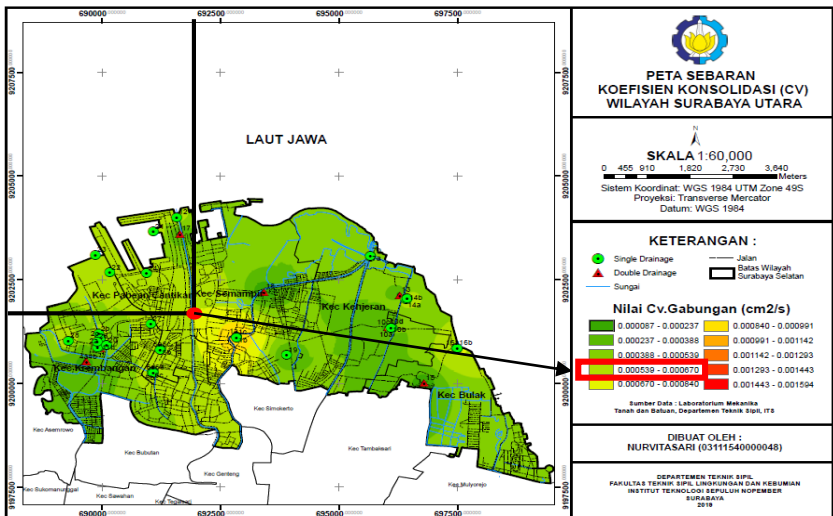 690000
692500
695000
697500
9207500
9205000
9202500
9200000
9197500
LAUT JAWA
Kec Pabean Cantikan
Kec Semampir
Kec Kenjeran
Kec Krembangan
Kec Bulak
Kec Simokerto
Kec Asemrowo
Kec Bubutan
Kec Tambaksari
Kec Genteng
Kec Sukomanunggal
Kec Sawahan
Kec Tegalsari
Kec Mulyorejo
690000
692500
695000
697500
PETA SEBARAN
KOEFISIEN KONSOLIDASI (CV)
WILAYAH SURABAYA UTARA
N
SKALA 1:60,000
0 455 910 1,820 2,730 3,640
Meters
Sistem Koordinat: WGS 1984 UTM Zone 49S
Proyeksi: Transverse Mercator
Datum: WGS 1984
KETERANGAN :
Single Drainage
Double Drainage
Sungai
Jalan
Batas Wilayah
Surabaya Selatan
Nilai Cv.Gabungan (cm2/s)
0.000087 - 0.000237
0.000237 - 0.000388
0.000388 - 0.000539
0.000539 - 0.000670
0.000670 - 0.000840
0.000840 - 0.000991
0.000991 - 0.001142
0.001142 - 0.001293
0.001293 - 0.001443
0.001443 - 0.001594
Sumber Data : Laboratorium Mekanika
Tanah dan Batuan, Departemen Teknik Sipil, ITS
DIBUAT OLEH :
NURVITASARI (03111540000048)
DEPARTEMEN TEKNIK SIPIL
FAKULTAS TEKNIK SIPIL LINGKUNGAN DAN KEBUMIAN
INSTITUT TEKNOLOGI SEPULUH NOPEMBER
SURABAYA
2019